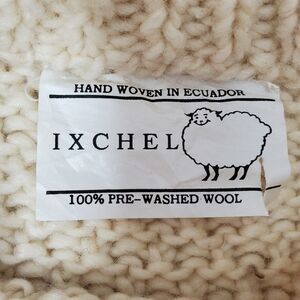 HAND WOVEN IN ECUADOR
IXCHEL
100% PRE-WASHED WOOL